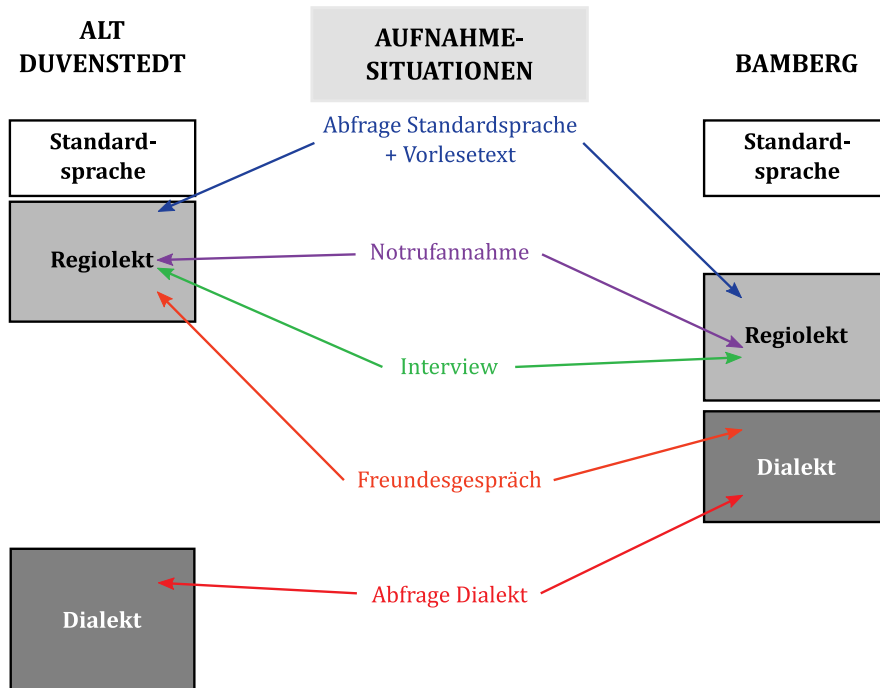 ALT
DUVENSTEDT
AUFNAHME-
SITUATIONEN
BAMBERG
Standard-
sprache
Abfrage Standardsprache
+ Vorlesetext
Standard-
sprache
Regiolekt
Notrufannahme
Regiolekt
Interview
Freundesgespräch
Dialekt
Abfrage Dialekt
Dialekt